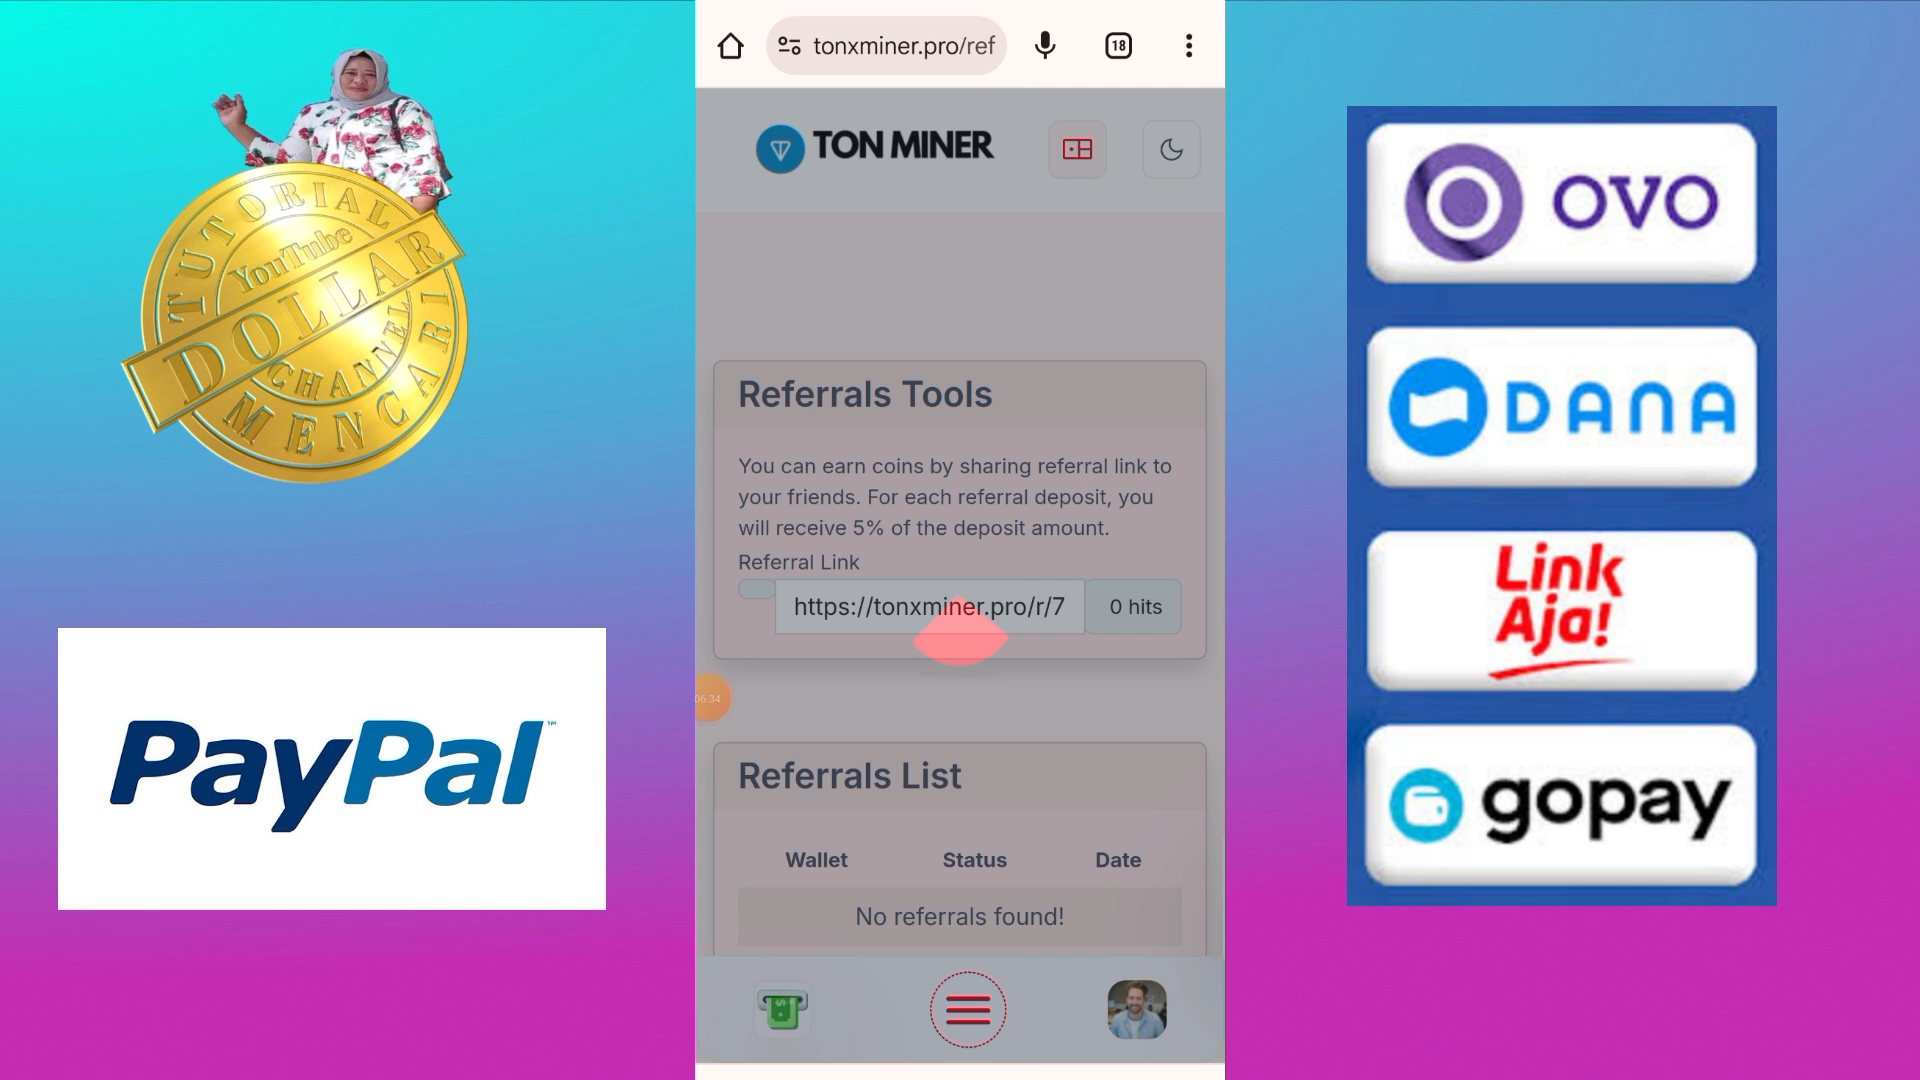 TUTORIAL
YouTube
DOLLAR
CHANNEL
MENCARI
PayPal™
tonxminer.pro/ref
18
TON MINER
Referrals Tools
You can earn coins by sharing referral link to
your friends. For each referral deposit, you
will receive 5% of the deposit amount.
Referral Link
https://tonxminer.pro/r/7
0 hits
06.34
Referrals List
Wallet Status Date
No referrals found!
OVO
DANA
Link
Aja!
gopay